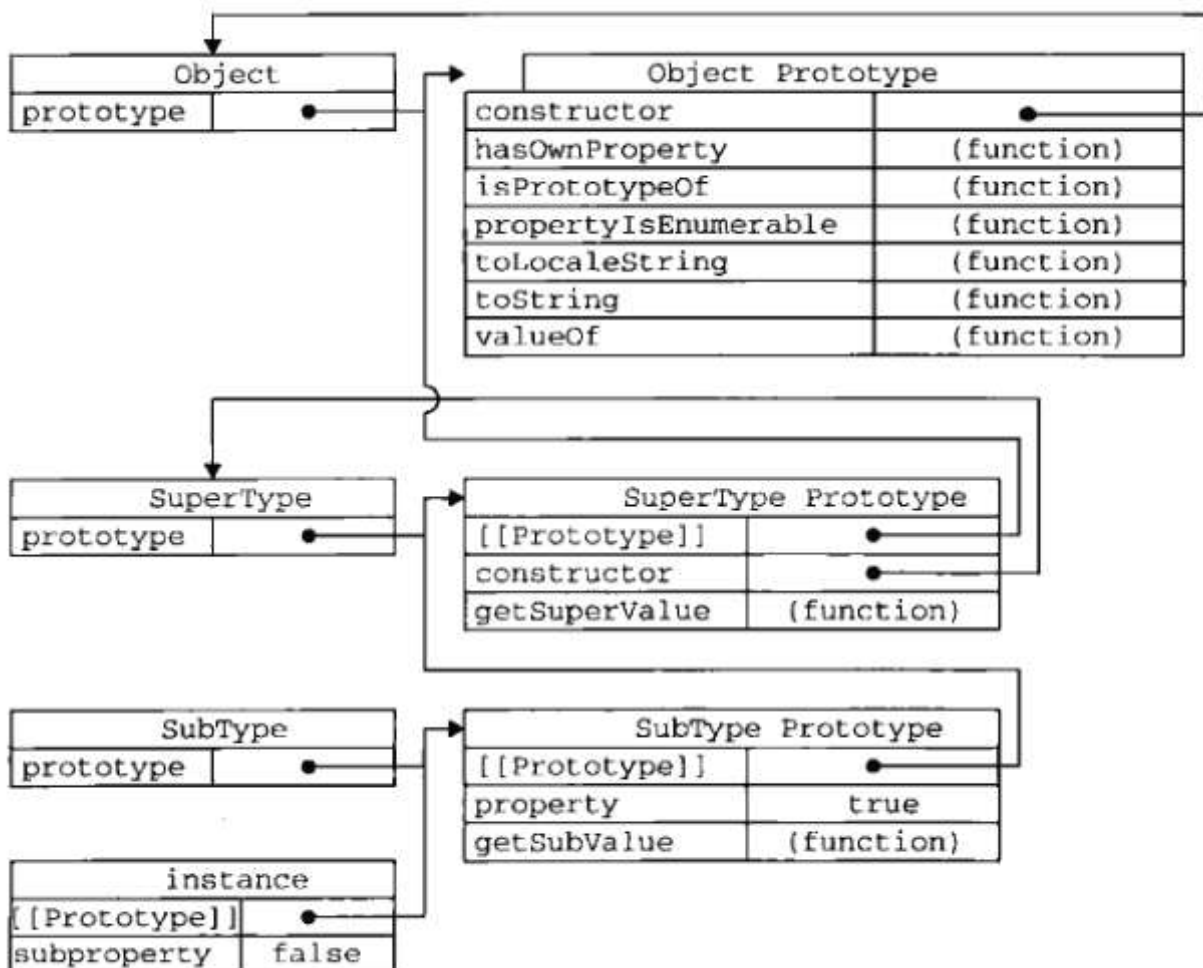 Object
prototype
Object Prototype
constructor
hasOwnProperty (function)
isPrototypeOf (function)
propertyIsEnumerable (function)
toLocaleString (function)
toString (function)
valueOf (function)
SuperType
prototype
SuperType Prototype
[[Prototype]]
constructor
getSuperValue (function)
SubType
prototype
SubType Prototype
[[Prototype]]
property true
getSubValue (function)
instance
[[Prototype]]
subproperty false